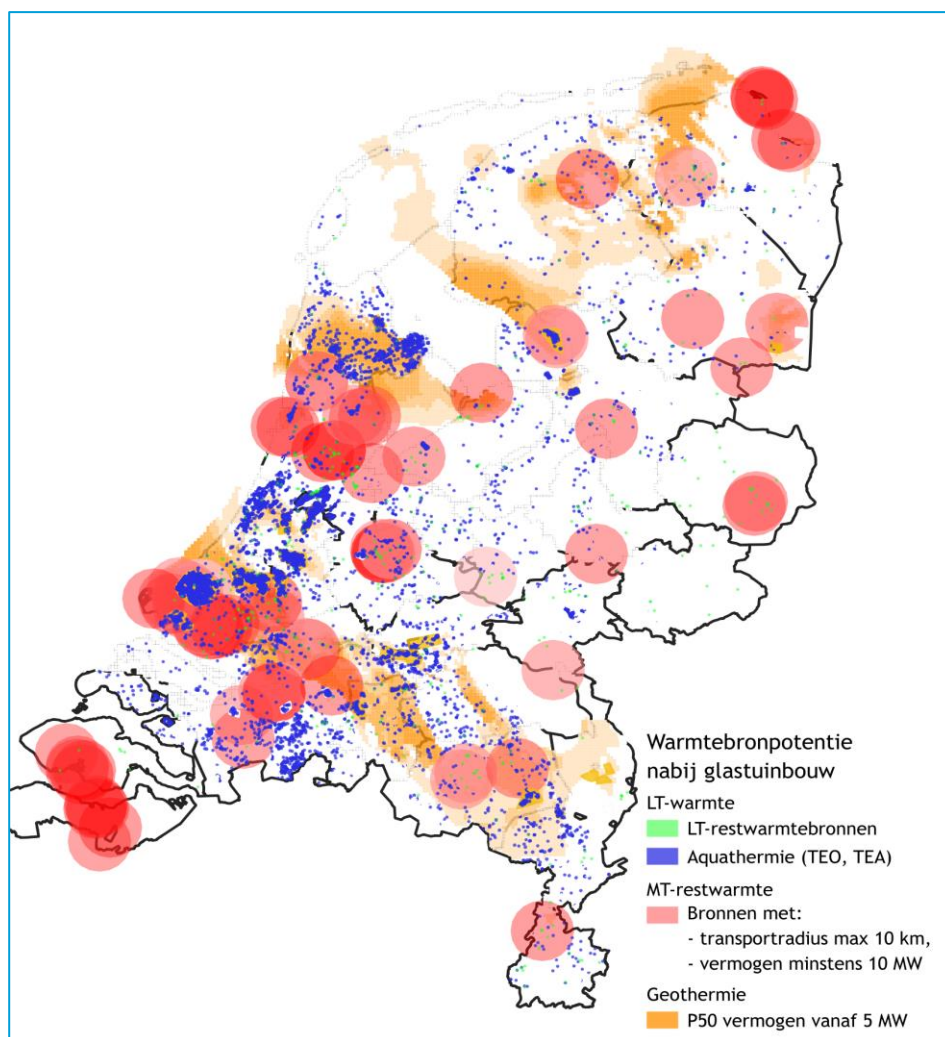 Warmtebronpotentie
nabij glastuinbouw
LT-warmte
LT-restwarmtebronnen
Aquathermie (TEO, TEA)
MT-restwarmte
Bronnen met:
- transportradius max 10 km,
- vermogen minstens 10 MW
Geothermie
P50 vermogen vanaf 5 MW